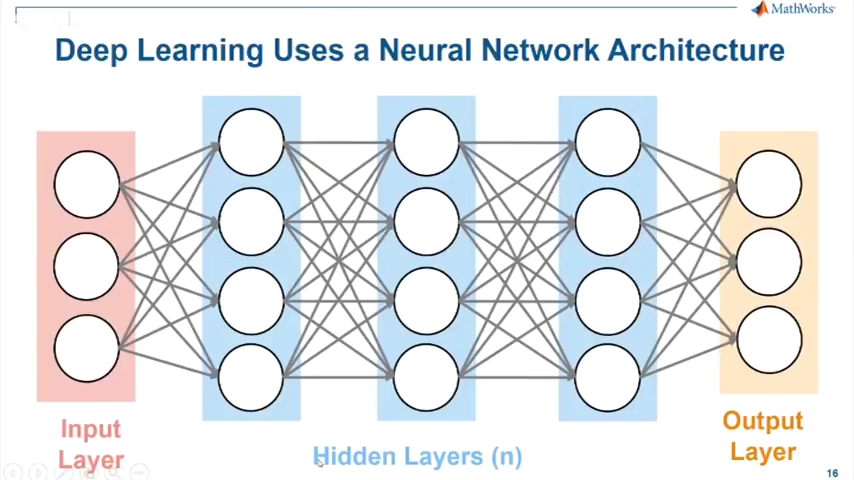 MathWorks
Deep Learning Uses a Neural Network Architecture
Input
Layer
Hidden Layers (n)
Output
Layer
16